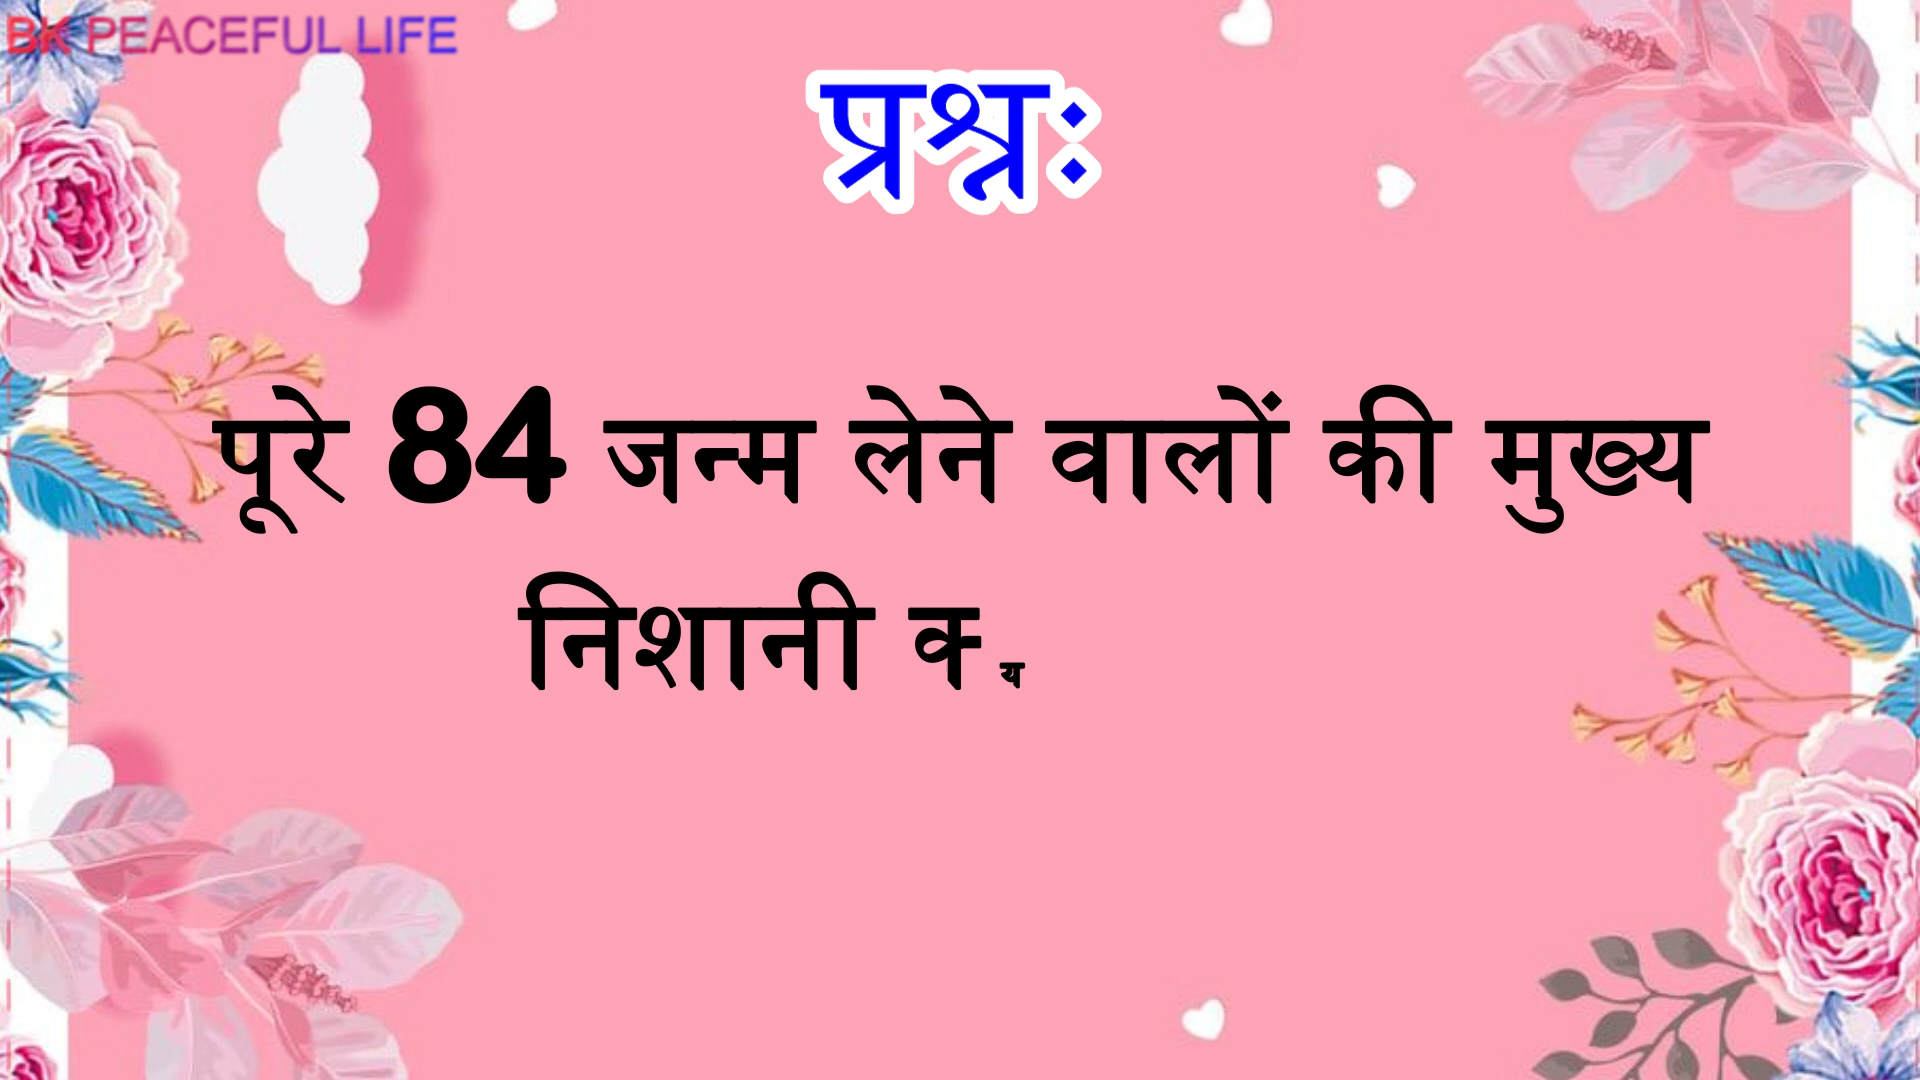 BK PEACEFUL LIFE
प्रश्नः
पूरे 84 जन्म लेने वालों की मुख्य
निशानी क्य